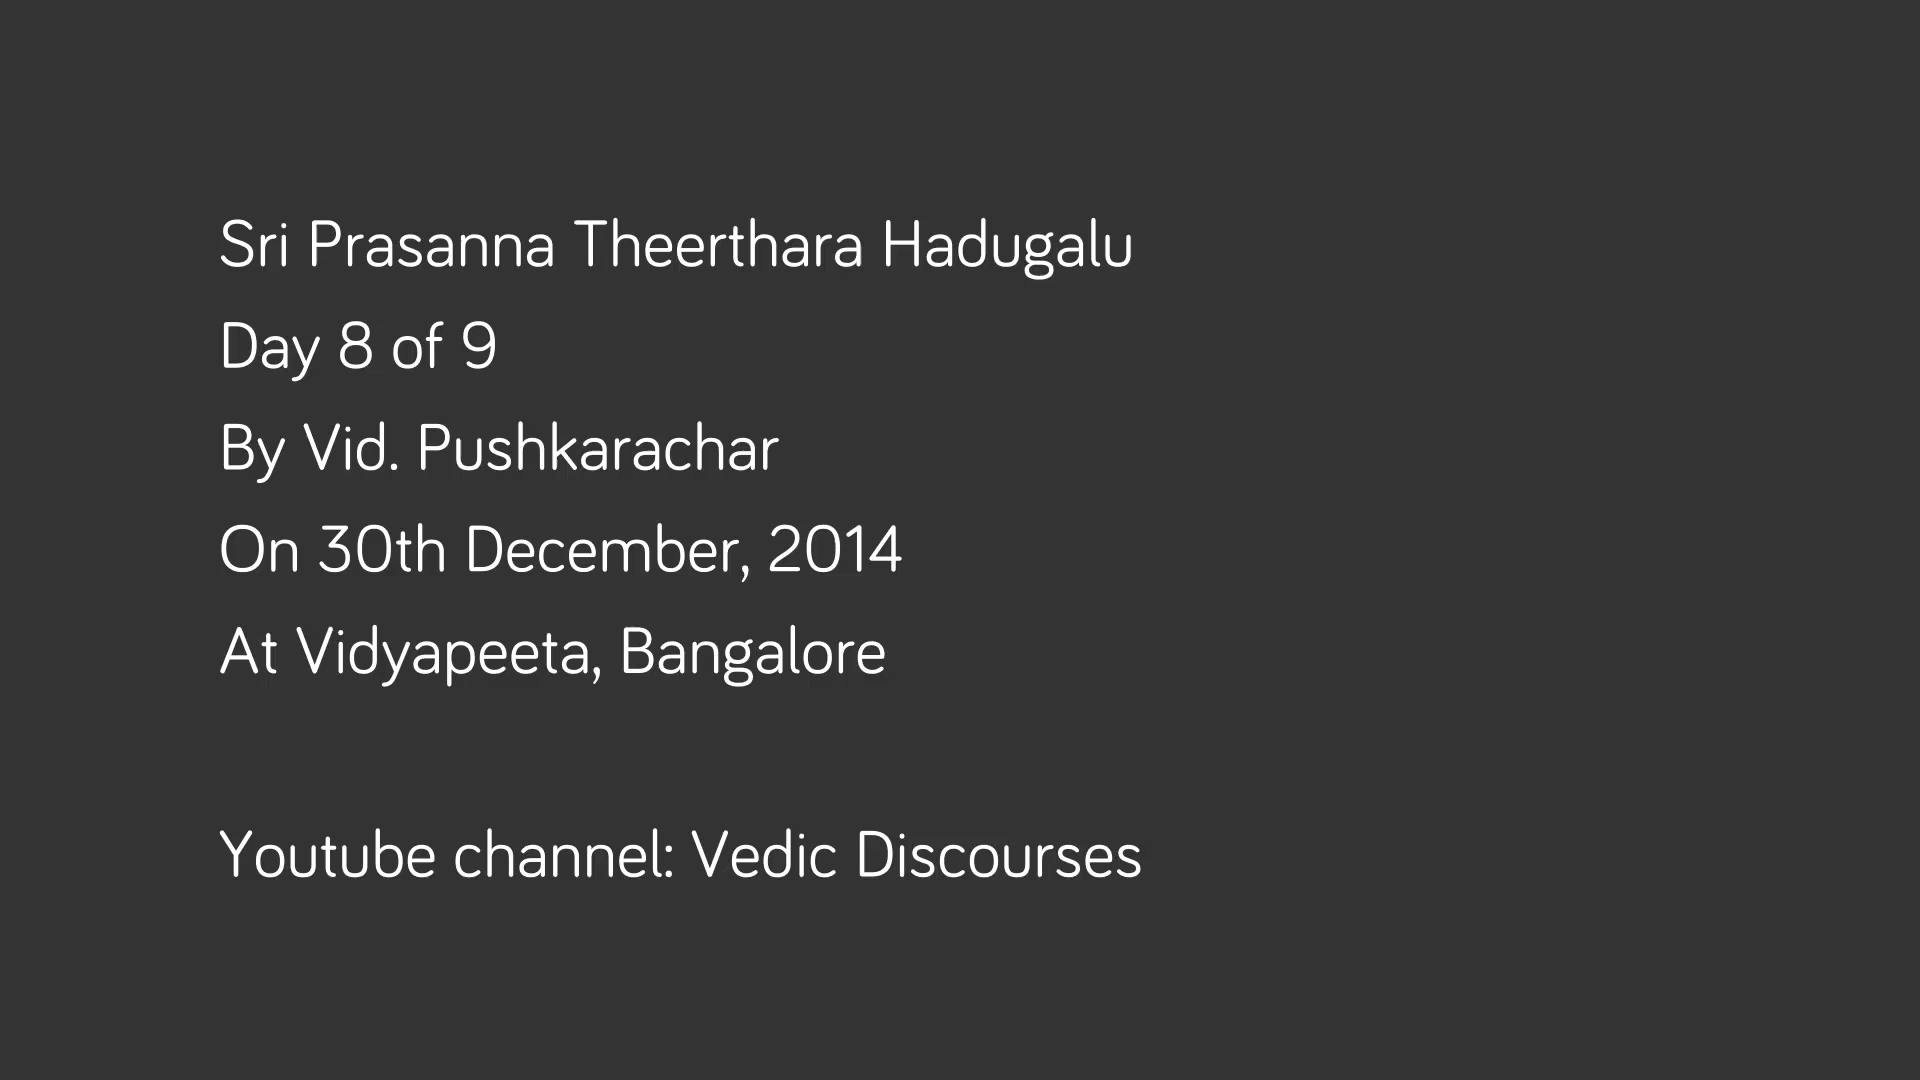 Sri Prasanna Theerthara Hadugalu
Day 8 of 9
By Vid. Pushkarachar
On 30th December, 2014
At Vidyapeeta, Bangalore
Youtube channel: Vedic Discourses